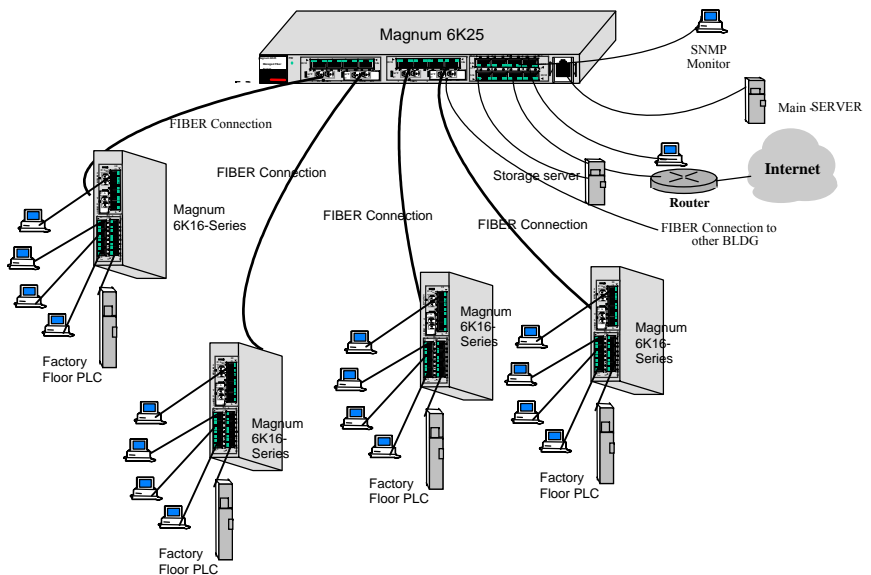 Magnum 6K25
SNMP
Monitor
Main -SERVER
FIBER Connection
FIBER Connection
Storage server
Internet
Router
Magnum
6K16-Series
FIBER Connection
FIBER Connection
FIBER Connection to
other BLDG
Magnum
6K16-
Series
Magnum
6K16-
Series
Factory
Floor PLC
Magnum
6K16-
Series
Factory
Floor PLC
Factory
Floor PLC
Factory
Floor PLC